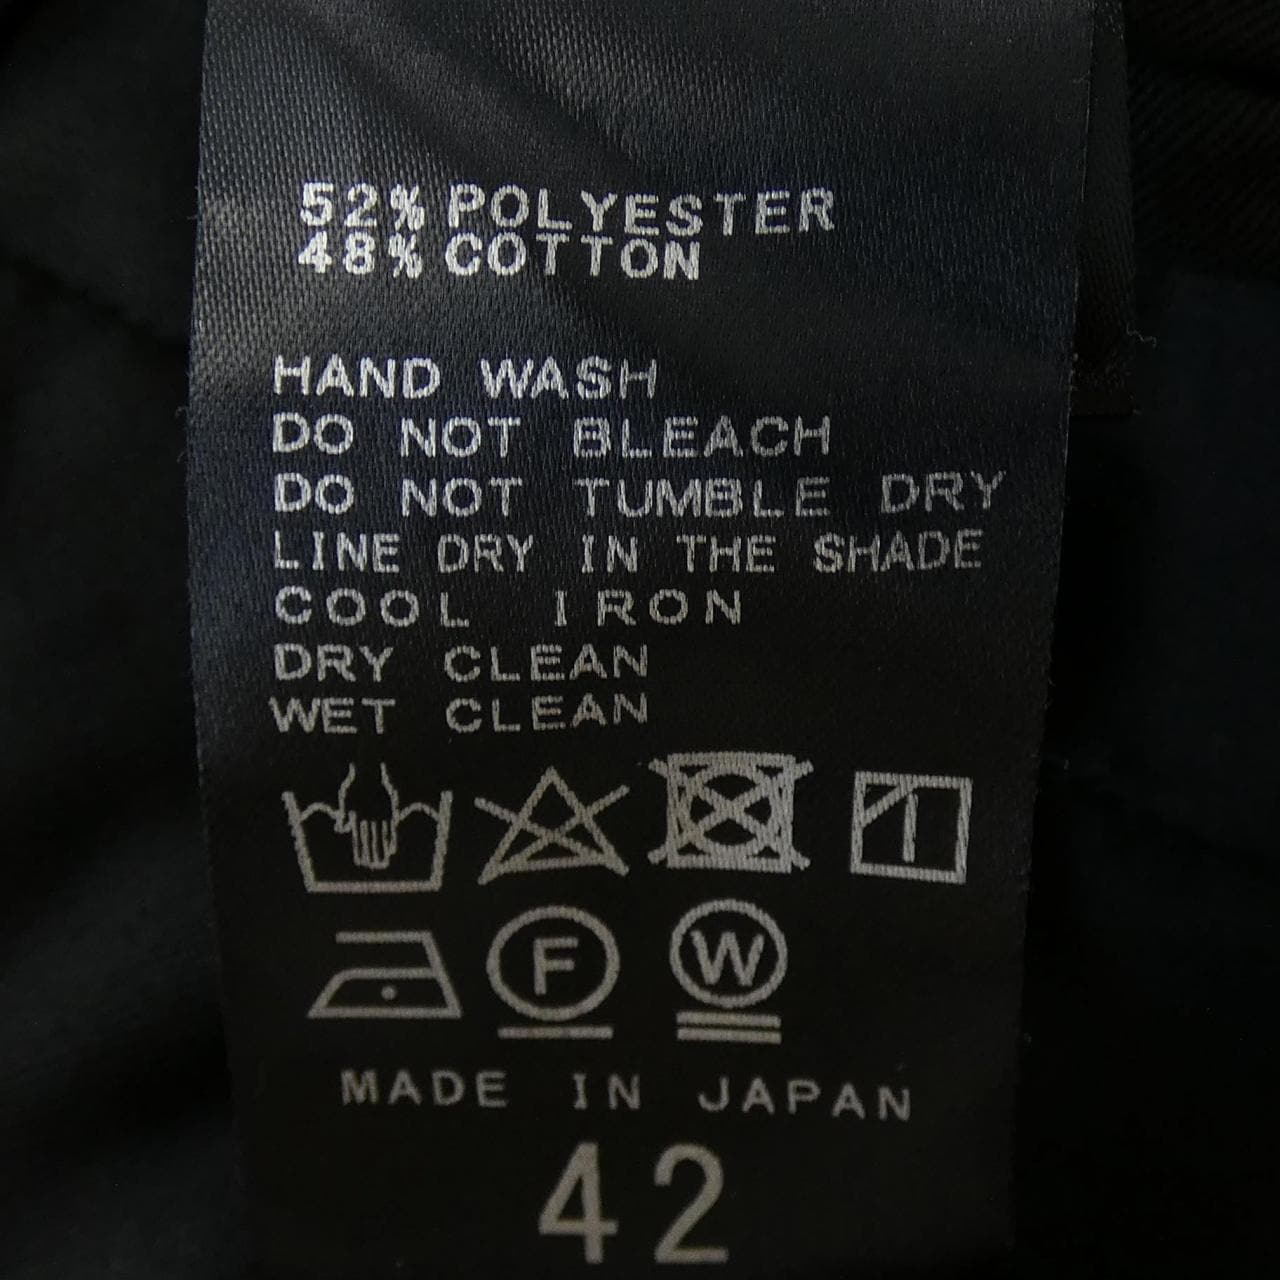 52% POLYESTER
48% COTTON
HAND WASH
DO NOT BLEACH
DO NOT TUMBLE DRY
LINE DRY IN THE SHADE
COOL IRON
DRY CLEAN
WET CLEAN
F W
MADE IN JAPAN
42